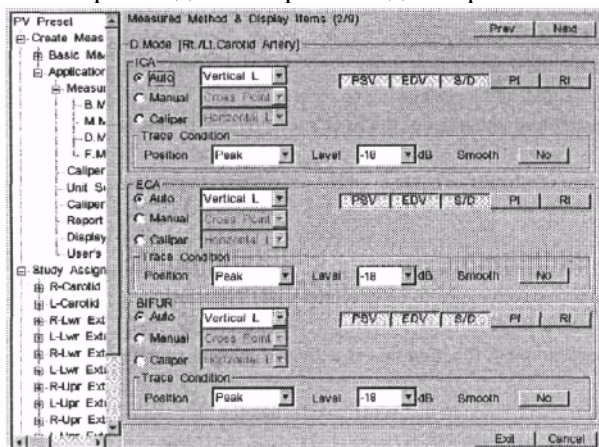 PV Preset
Create Meas
Basic Ma
Application
Measur
B.M
M.M
D.M
F.M
Caliper
Unit S
Caliper
Report
Display
User's
Study Assign
R-Carotid
L-Carotid
R-Lwr Ext
L-Lwr Ext
R-Lwr Ext
L-Lwr Ext
R-Upr Ext
L-Upr Ext
R-Upr Ext
Measured Method & Display Items (2/9)
Prev Next
D.Mode [Rt./Lt.Carotid Artery]
ICA
Auto Vertical L PSV EDV S/D PI RI
Manual Cross Point
Caliper Horizontal L
Trace Condition
Position Peak Level -18 dB Smooth No
ECA
Auto Vertical L PSV EDV S/D PI RI
Manual Cross Point
Caliper Horizontal L
Trace Condition
Position Peak Level -18 dB Smooth No
BIFUR
Auto Vertical L PSV EDV S/D PI RI
Manual Cross Point
Caliper Horizontal L
Trace Condition
Position Peak Level -18 dB Smooth No
Exit Cancel